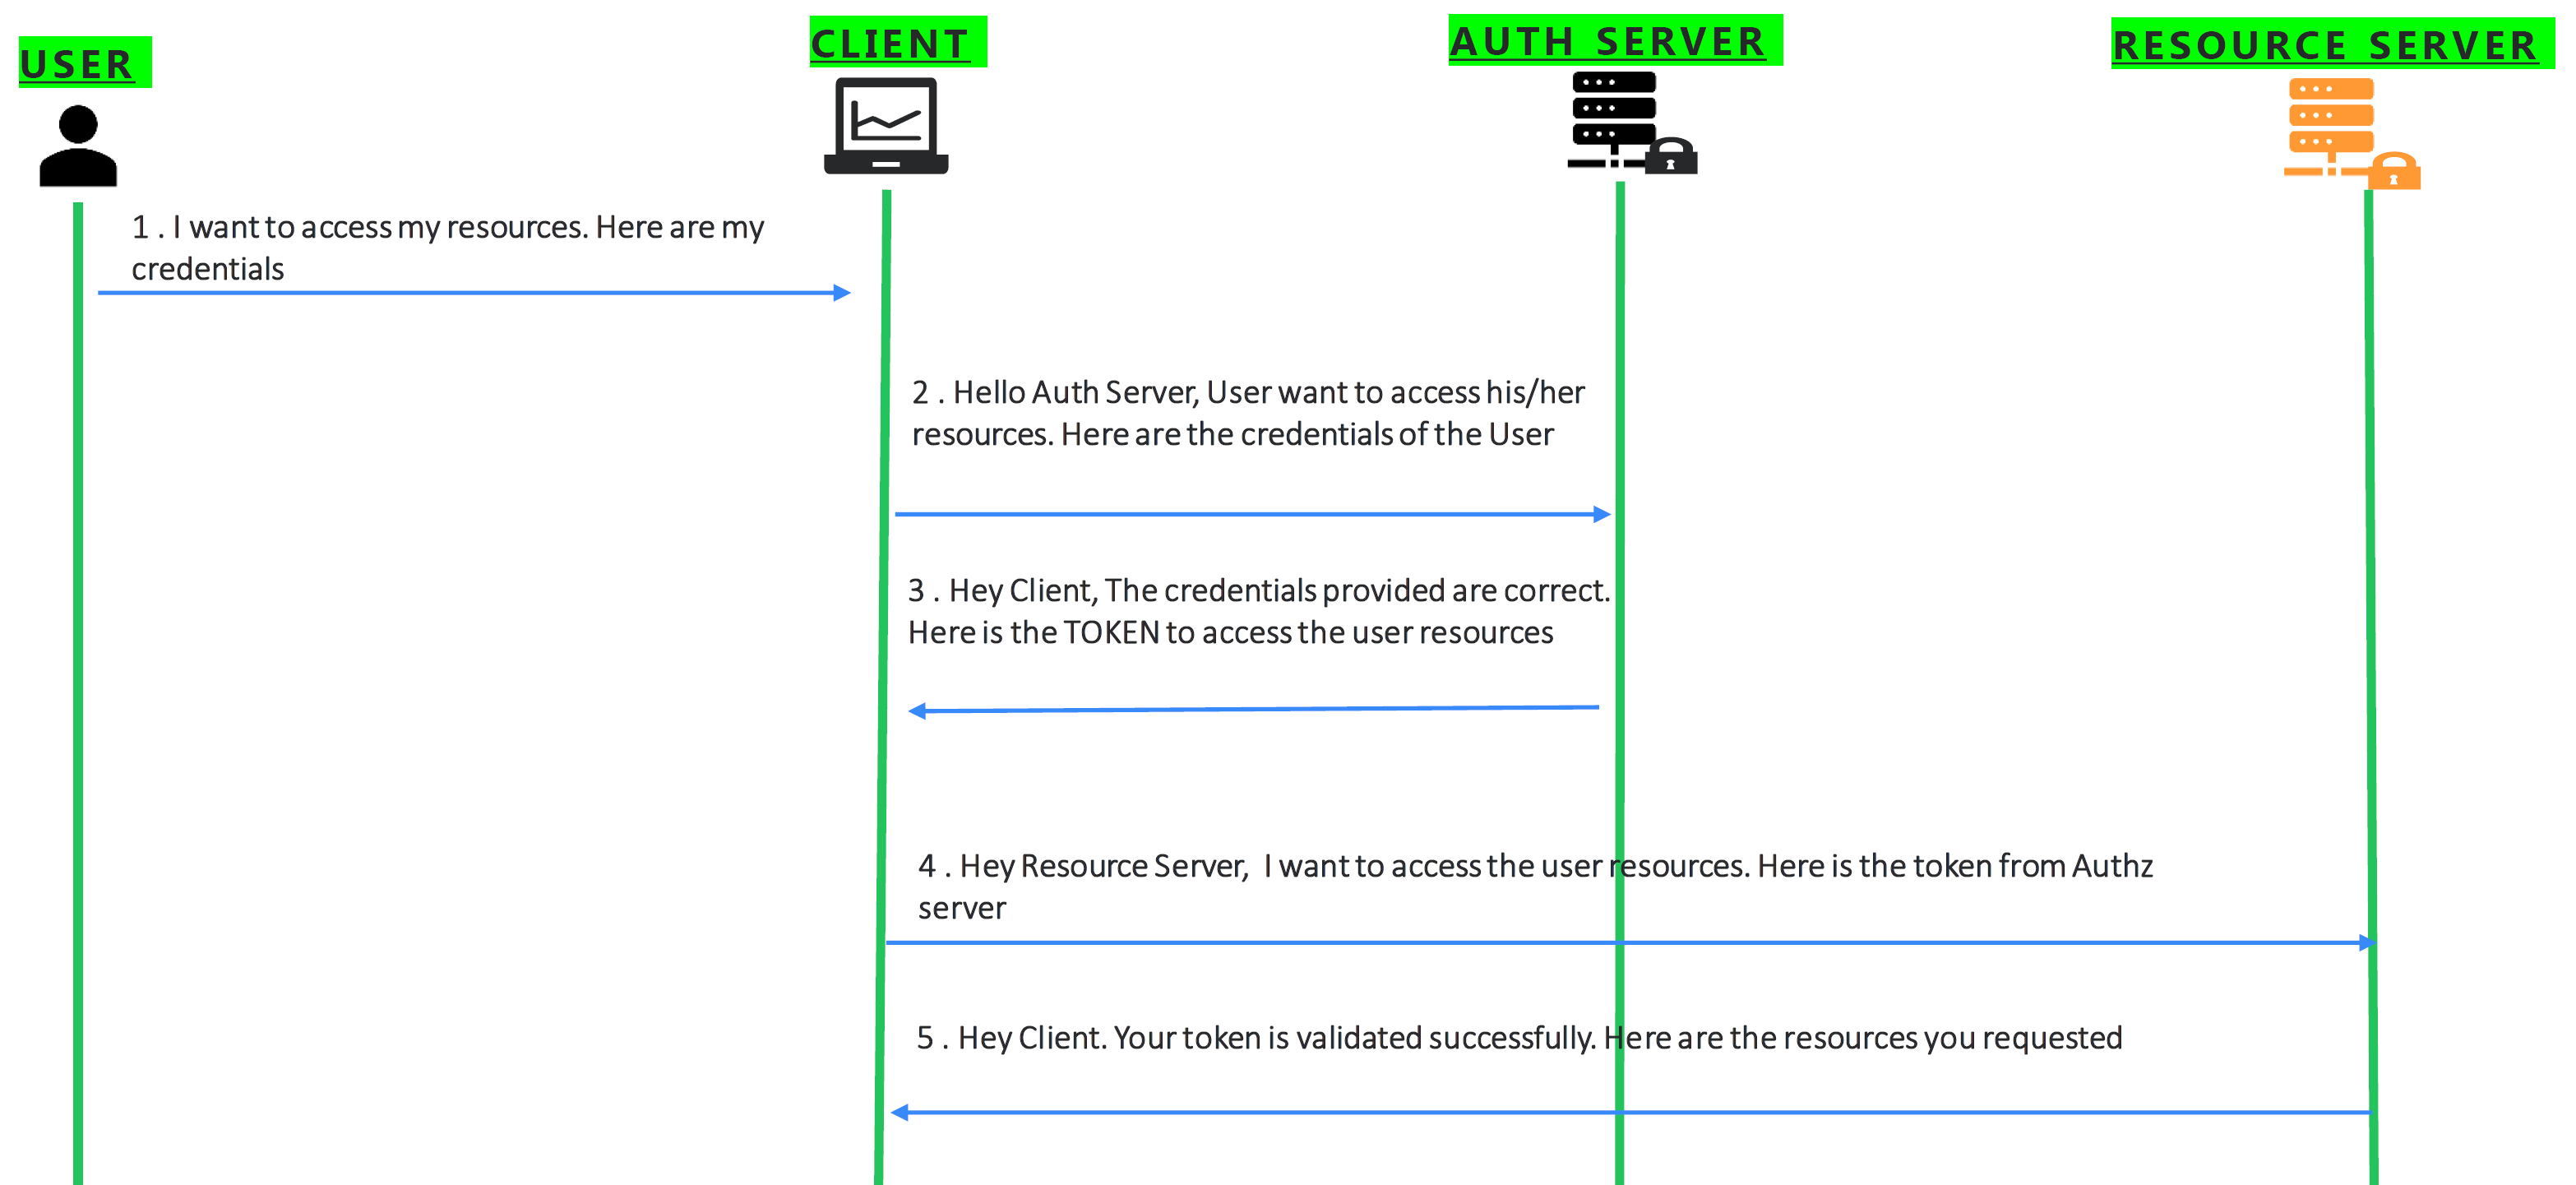 USER
CLIENT
AUTH SERVER
RESOURCE SERVER
1 . I want to access my resources. Here are my
credentials
2 . Hello Auth Server, User want to access his/her
resources. Here are the credentials of the User
3 . Hey Client, The credentials provided are correct.
Here is the TOKEN to access the user resources
4 . Hey Resource Server,  I want to access the user resources. Here is the token from Authz
server
5 . Hey Client. Your token is validated successfully. Here are the resources you requested